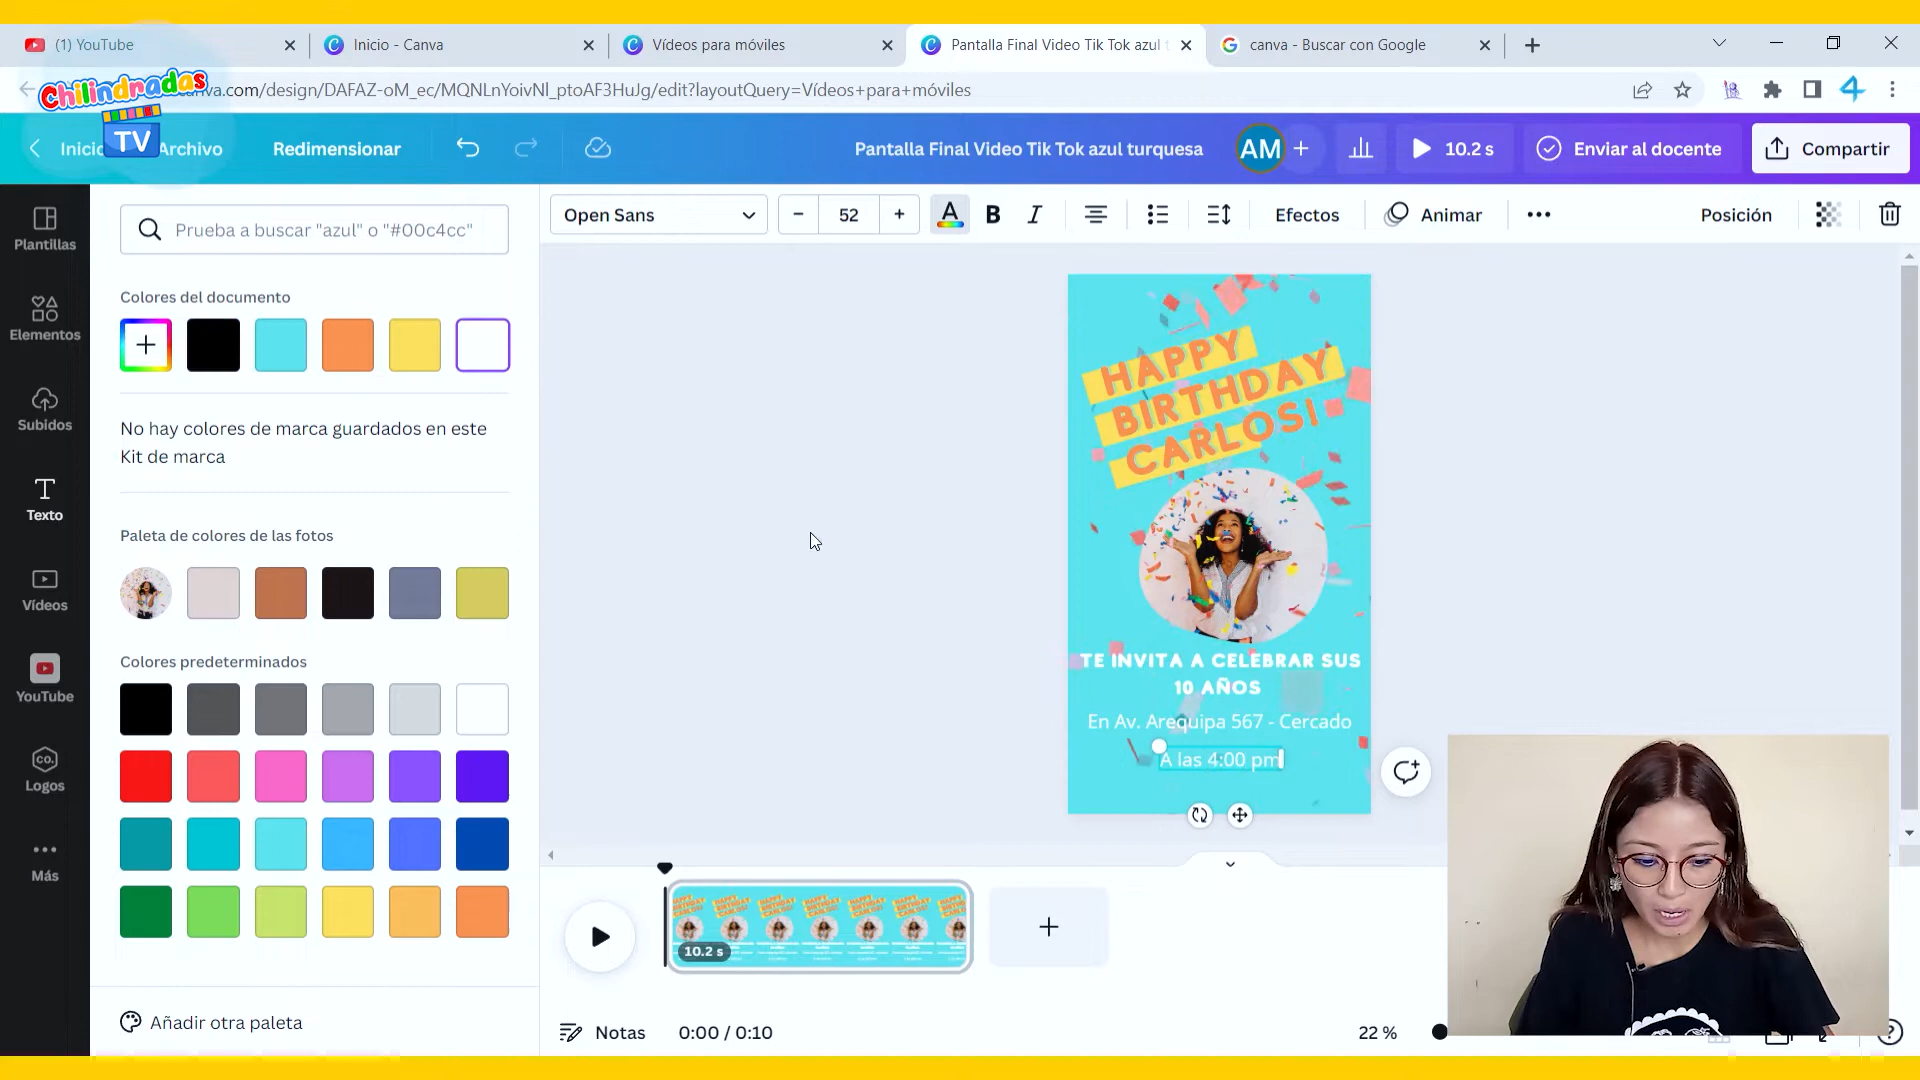 (1) YouTube
Inicio - Canva
Vídeos para móviles
Pantalla Final Video Tik Tok azul t
canva - Buscar con Google
Chilindradas
TV
nva.com/design/DAFAZ-oM_ec/MQNLnYoivNl_ptoAF3HuJg/edit?layoutQuery=Vídeos+para+móviles
Inicio
Archivo
Redimensionar
Pantalla Final Video Tik Tok azul turquesa
AM
10.2 s
Enviar al docente
Compartir
Plantillas
Elementos
Subidos
Texto
Vídeos
YouTube
CO.
Logos
Más
Prueba a buscar "azul" o "#00c4cc"
Colores del documento
No hay colores de marca guardados en este
Kit de marca
Paleta de colores de las fotos
Colores predeterminados
Añadir otra paleta
Open Sans
52
A
B
I
Efectos
Animar
Posición
HAPPY
BIRTHDAY
CARLOS!
TE INVITA A CELEBRAR SUS
10 AÑOS
En Av. Arequipa 567 - Cercado
A las 4:00 pm
10.2 s
Notas
0:00 / 0:10
22 %